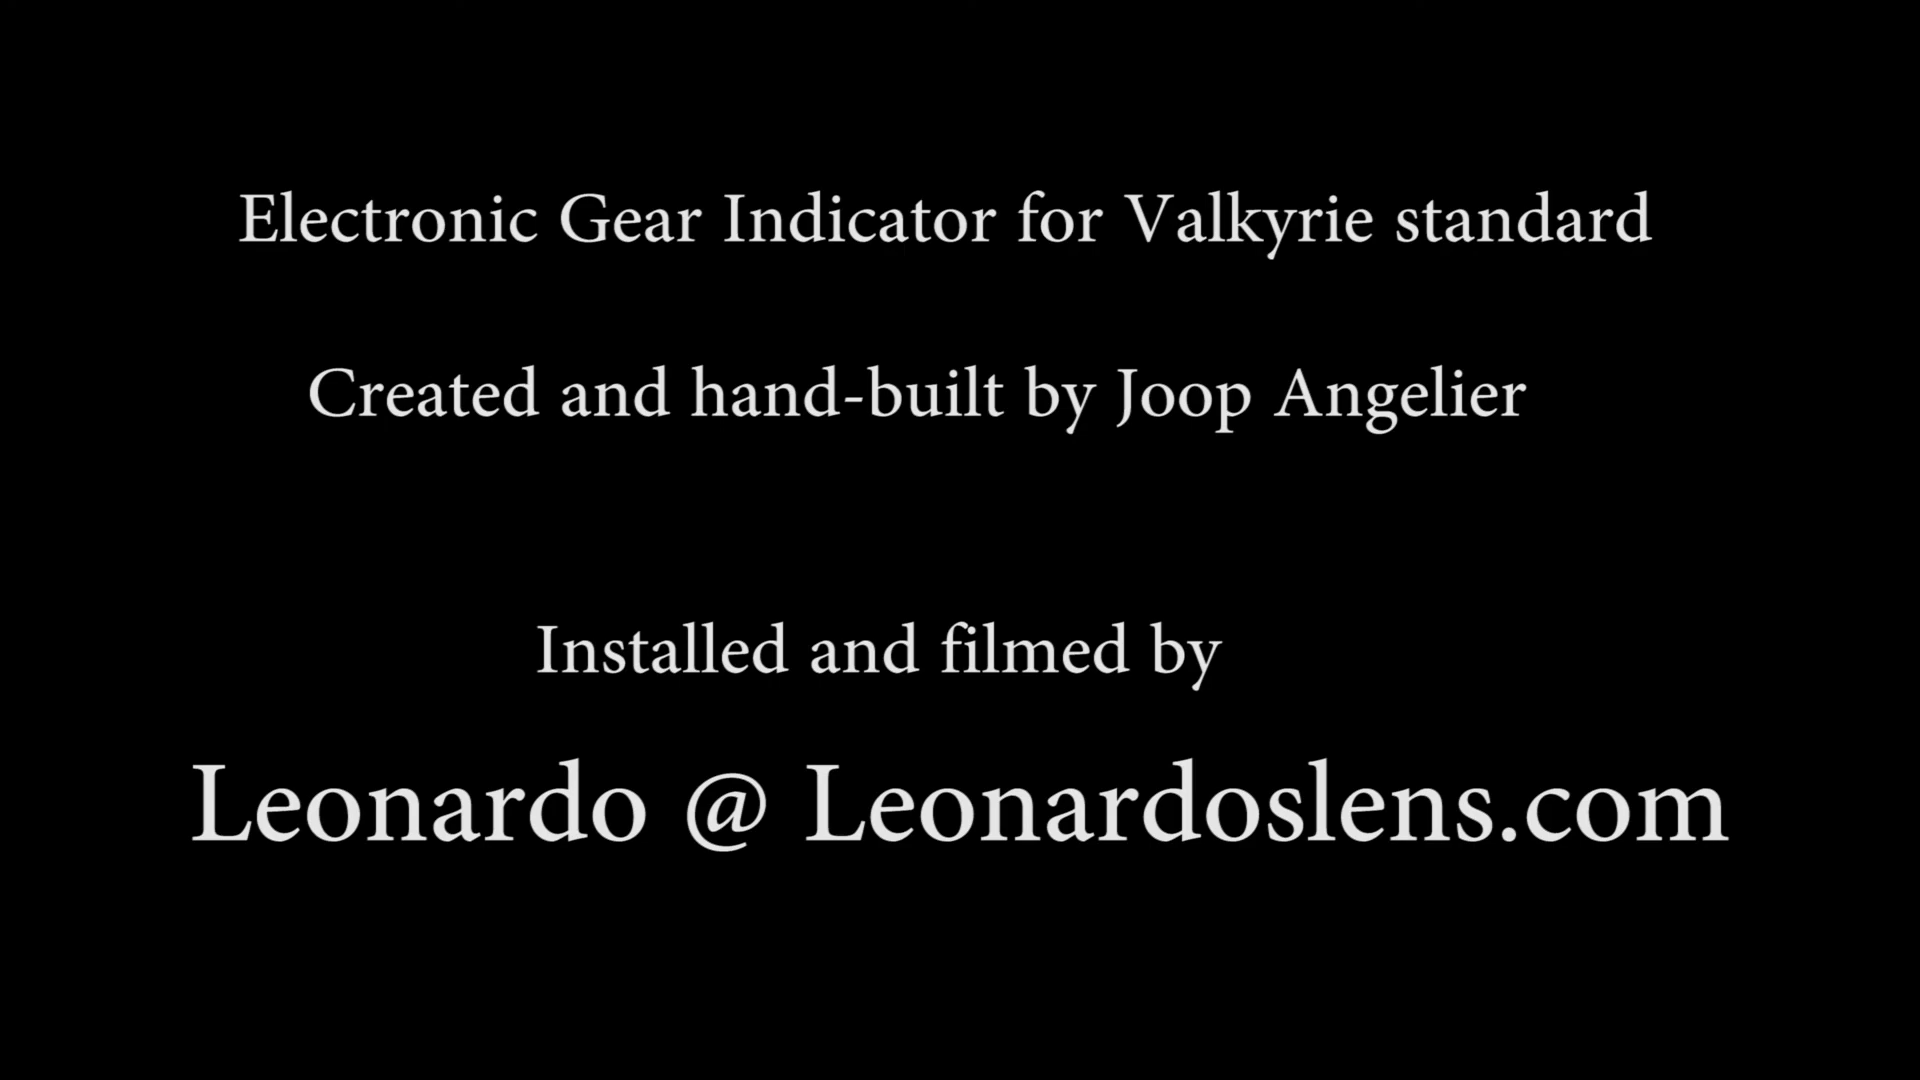 Electronic Gear Indicator for Valkyrie standard
Created and hand-built by Joop Angelier
Installed and filmed by
Leonardo @ Leonardoslens.com